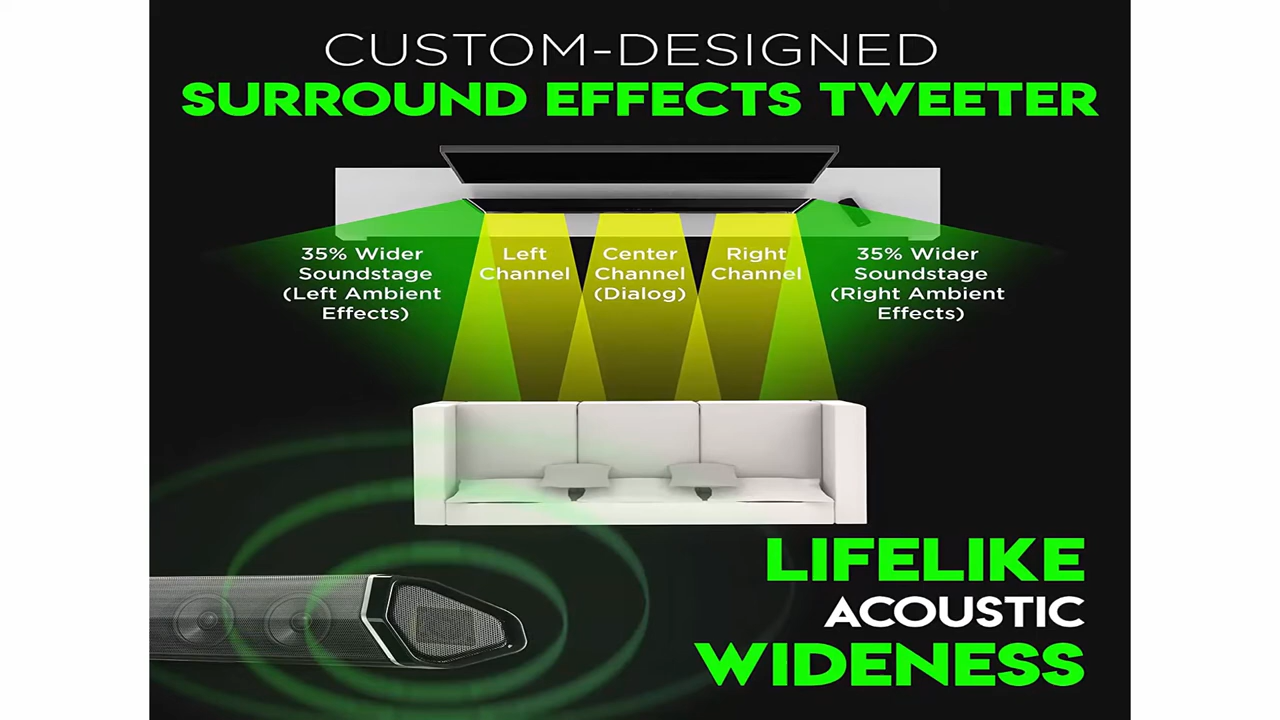 CUSTOM-DESIGNED
SURROUND EFFECTS TWEETER
35% Wider
Soundstage
(Left Ambient
Effects)
Left
Channel
Center
Channel
(Dialog)
Right
Channel
35% Wider
Soundstage
(Right Ambient
Effects)
LIFELIKE
ACOUSTIC
WIDENESS